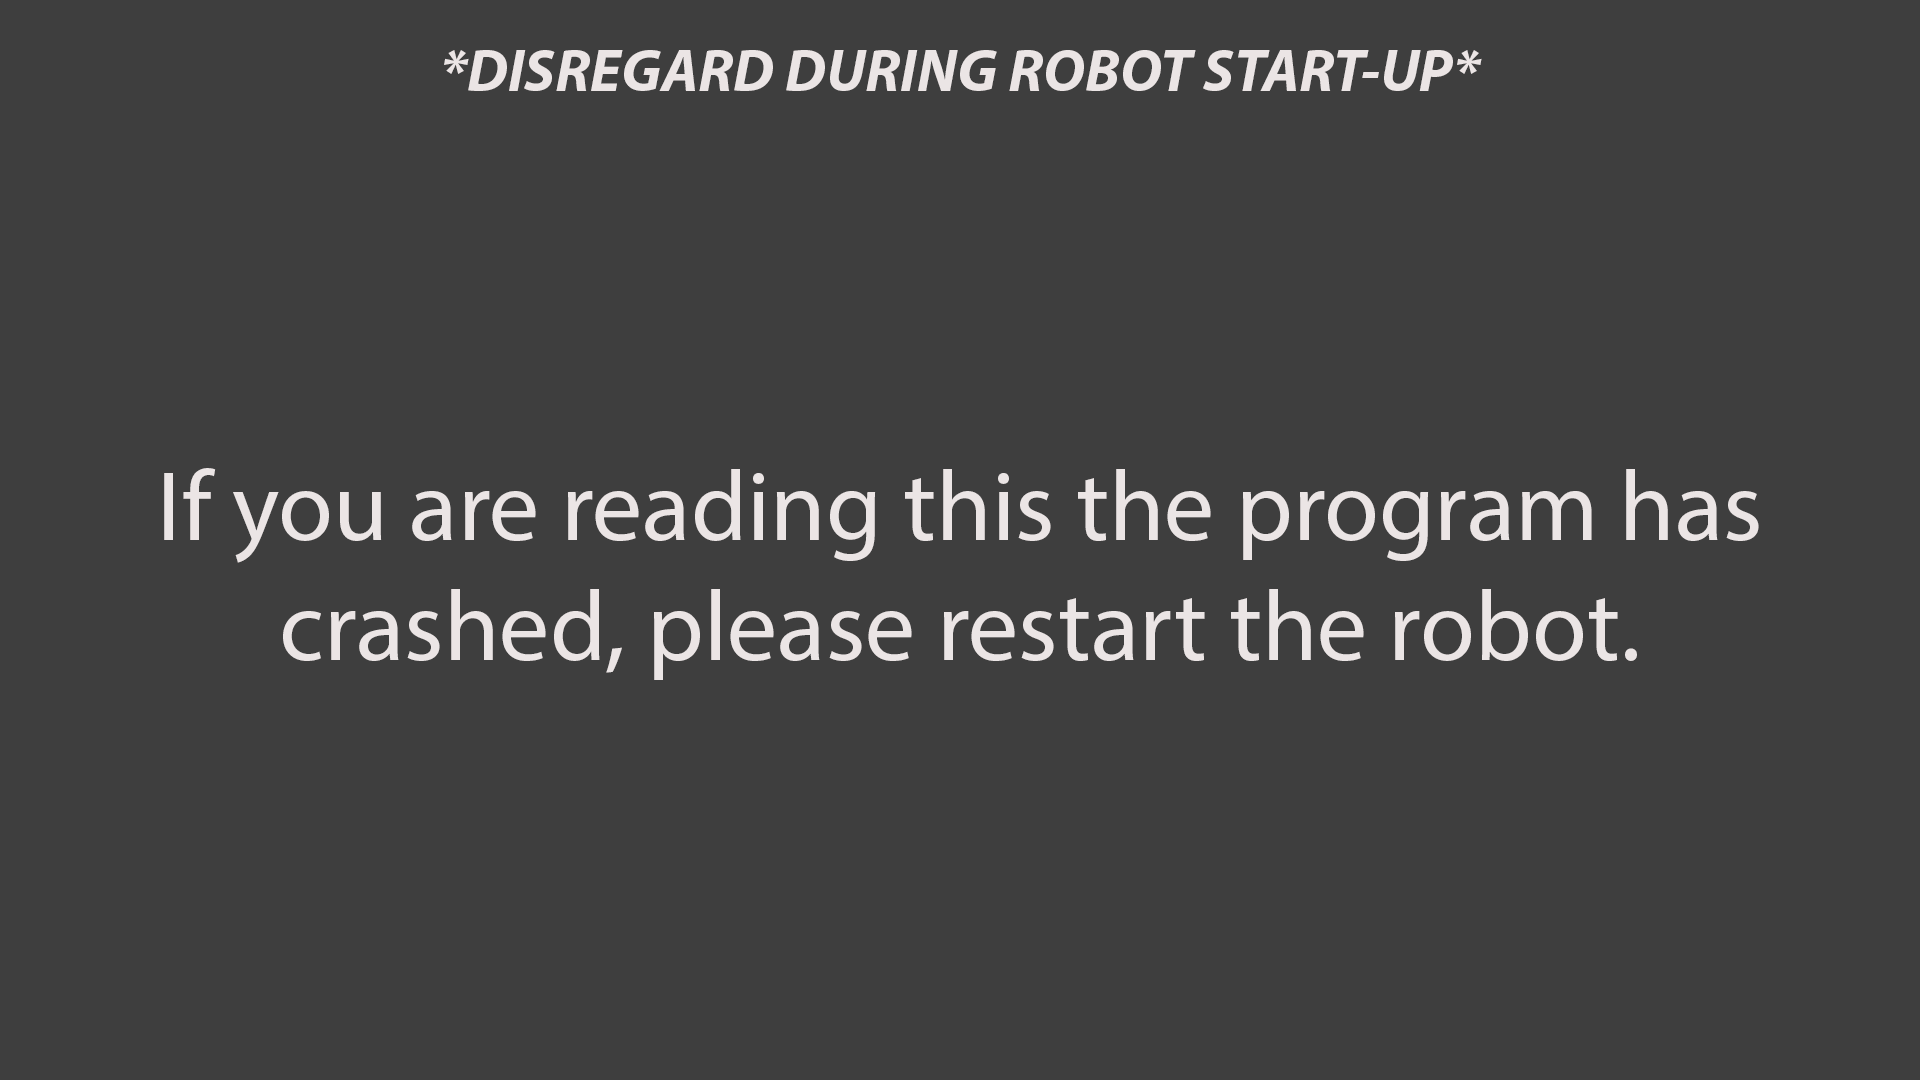 *DISREGARD DURING ROBOT START-UP*
If you are reading this the program has
crashed, please restart the robot.